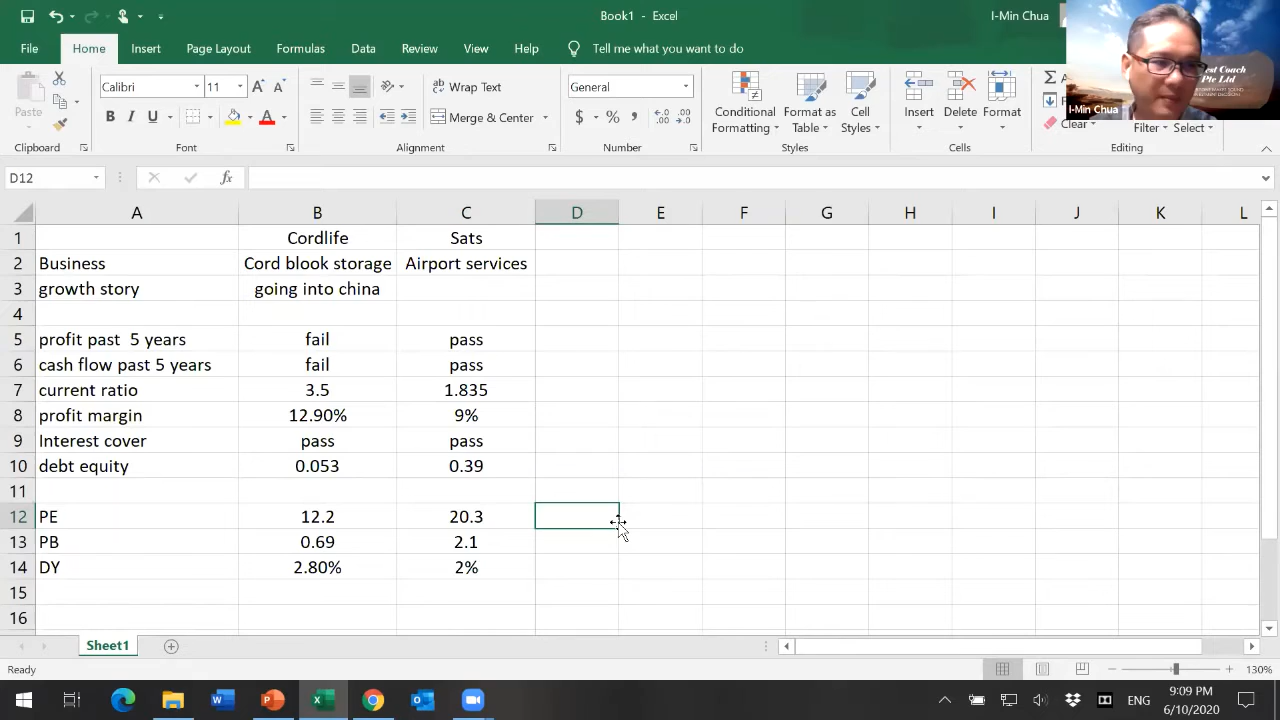 Book1 - Excel
I-Min Chua
File Home Insert Page Layout Formulas Data Review View Help Tell me what you want to do
Calibri 11 A A Wrap Text General
Paste B I U A Merge & Center $ % , Conditional Formatting Format as Table Cell Styles Insert Delete Format Clear Filter Select
Clipboard Font Alignment Number Styles Cells Editing
est Coach
Pte Ltd
I-Min Chua
D12 fx
A B C D E F G H I J K L
1 Cordlife Sats
2 Business Cord blook storage Airport services
3 growth story going into china
4
5 profit past 5 years fail pass
6 cash flow past 5 years fail pass
7 current ratio 3.5 1.835
8 profit margin 12.90% 9%
9 Interest cover pass pass
10 debt equity 0.053 0.39
11
12 PE 12.2 20.3
13 PB 0.69 2.1
14 DY 2.80% 2%
15
16
Sheet1
Ready 130%
ENG 9:09 PM
6/10/2020